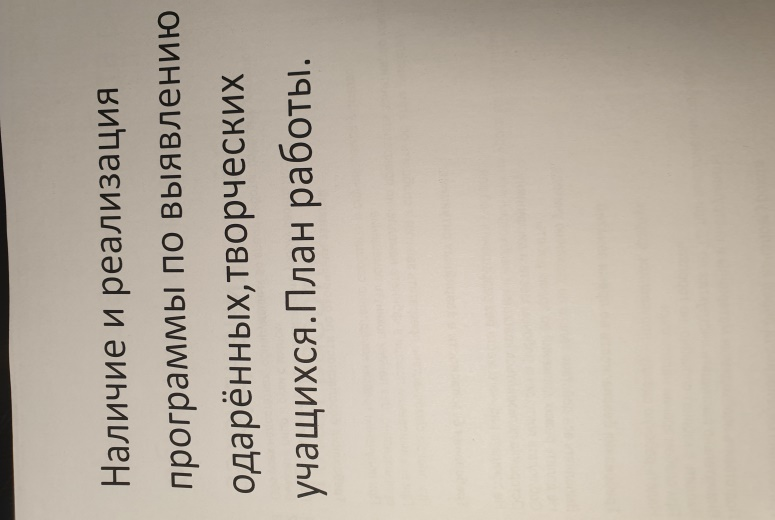 Наличие и реализация
программы по выявлению
одарённых,творческих
учащихся.План работы.